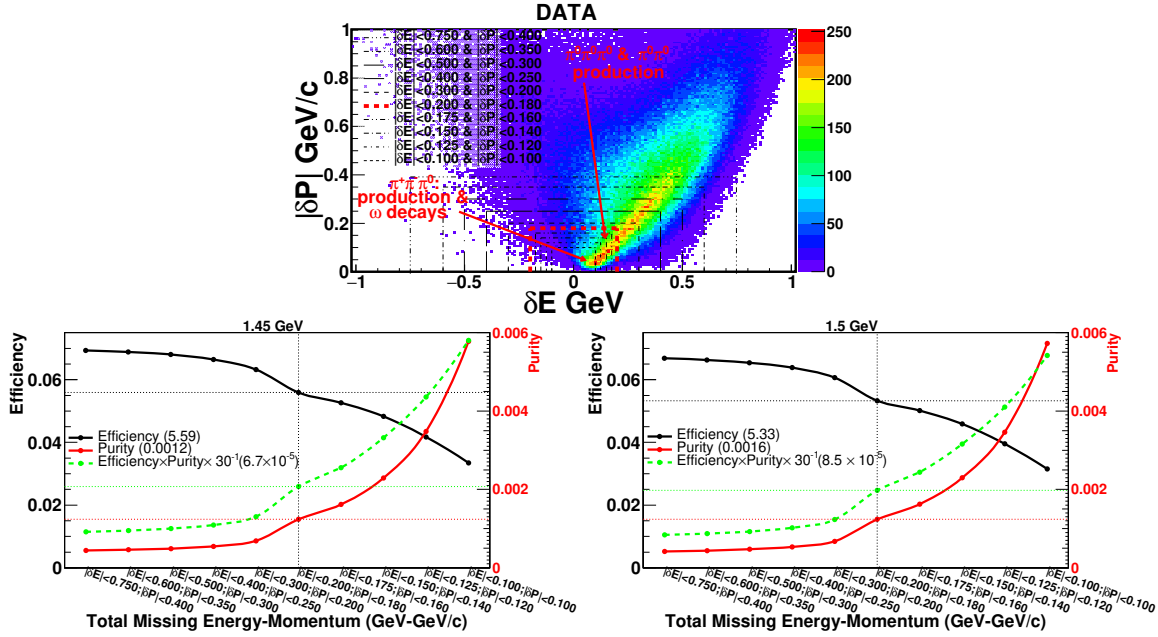 DATA
|δE|<0.750 & |δP|<0.400
|δE|<0.600 & |δP|<0.350
|δE|<0.500 & |δP|<0.300
|δE|<0.400 & |δP|<0.250
|δE|<0.300 & |δP|<0.200
|δE|<0.200 & |δP|<0.180
|δE|<0.175 & |δP|<0.160
|δE|<0.150 & |δP|<0.140
|δE|<0.125 & |δP|<0.120
|δE|<0.100 & |δP|<0.100
production
production &
ω decays
|δP| GeV/c
1
0.8
0.6
0.4
0.2
0
−1 −0.5 0 0.5 1
δE GeV
250
200
150
100
50
0
1.45 GeV
Efficiency
0.06
0.04
0.02
0
Purity
0.006
0.004
0.002
0.000
Efficiency (5.59)
Purity (0.0012)
Efficiency×Purity× 30⁻¹(6.7×10⁻⁵)
|δE|<0.750;|δP|<0.400
|δE|<0.600;|δP|<0.350
|δE|<0.500;|δP|<0.300
|δE|<0.400;|δP|<0.250
|δE|<0.300;|δP|<0.200
|δE|<0.200;|δP|<0.180
|δE|<0.175;|δP|<0.160
|δE|<0.150;|δP|<0.140
|δE|<0.125;|δP|<0.120
|δE|<0.100;|δP|<0.100
Total Missing Energy-Momentum (GeV-GeV/c)
1.5 GeV
Efficiency
0.06
0.04
0.02
0
Purity
0.006
0.004
0.002
0.000
Efficiency (5.33)
Purity (0.0016)
Efficiency×Purity× 30⁻¹(8.5 × 10⁻⁵)
|δE|<0.750;|δP|<0.400
|δE|<0.600;|δP|<0.350
|δE|<0.500;|δP|<0.300
|δE|<0.400;|δP|<0.250
|δE|<0.300;|δP|<0.200
|δE|<0.200;|δP|<0.180
|δE|<0.175;|δP|<0.160
|δE|<0.150;|δP|<0.140
|δE|<0.125;|δP|<0.120
|δE|<0.100;|δP|<0.100
Total Missing Energy-Momentum (GeV-GeV/c)